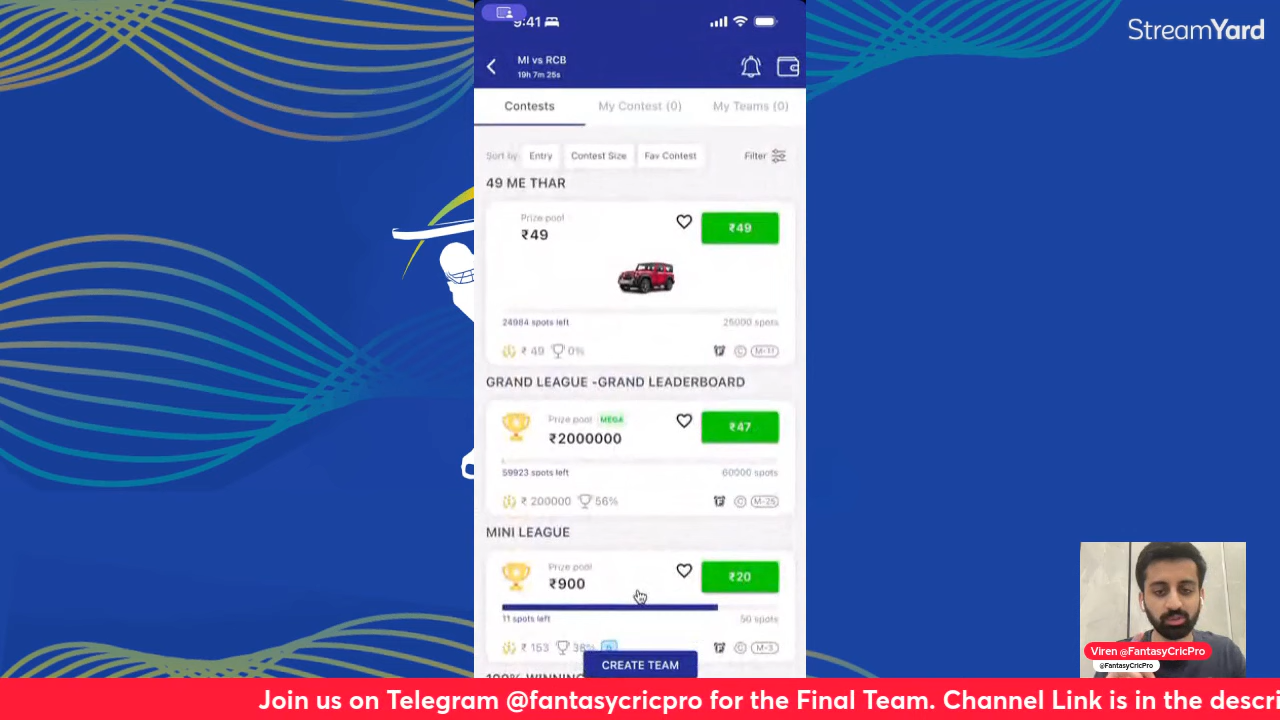 9:41
StreamYard
MI vs RCB
19h 7m 25s
Contests My Contest (0) My Teams (0)
Sort by Entry Contest Size Fav Contest Filter
49 ME THAR
Prize pool
₹49
₹49
24984 spots left 25000 spots
₹ 49 0% C M-11
GRAND LEAGUE -GRAND LEADERBOARD
Prize pool MEGA
₹2000000
₹47
59923 spots left 60000 spots
₹ 200000 56% C M-25
MINI LEAGUE
Prize pool
₹900
₹20
11 spots left 50 spots
₹ 153 38% C M-3
CREATE TEAM
100% WINNING
Viren @FantasyCricPro
@FantasyCricPro
Join us on Telegram @fantasycricpro for the Final Team. Channel Link is in the descri